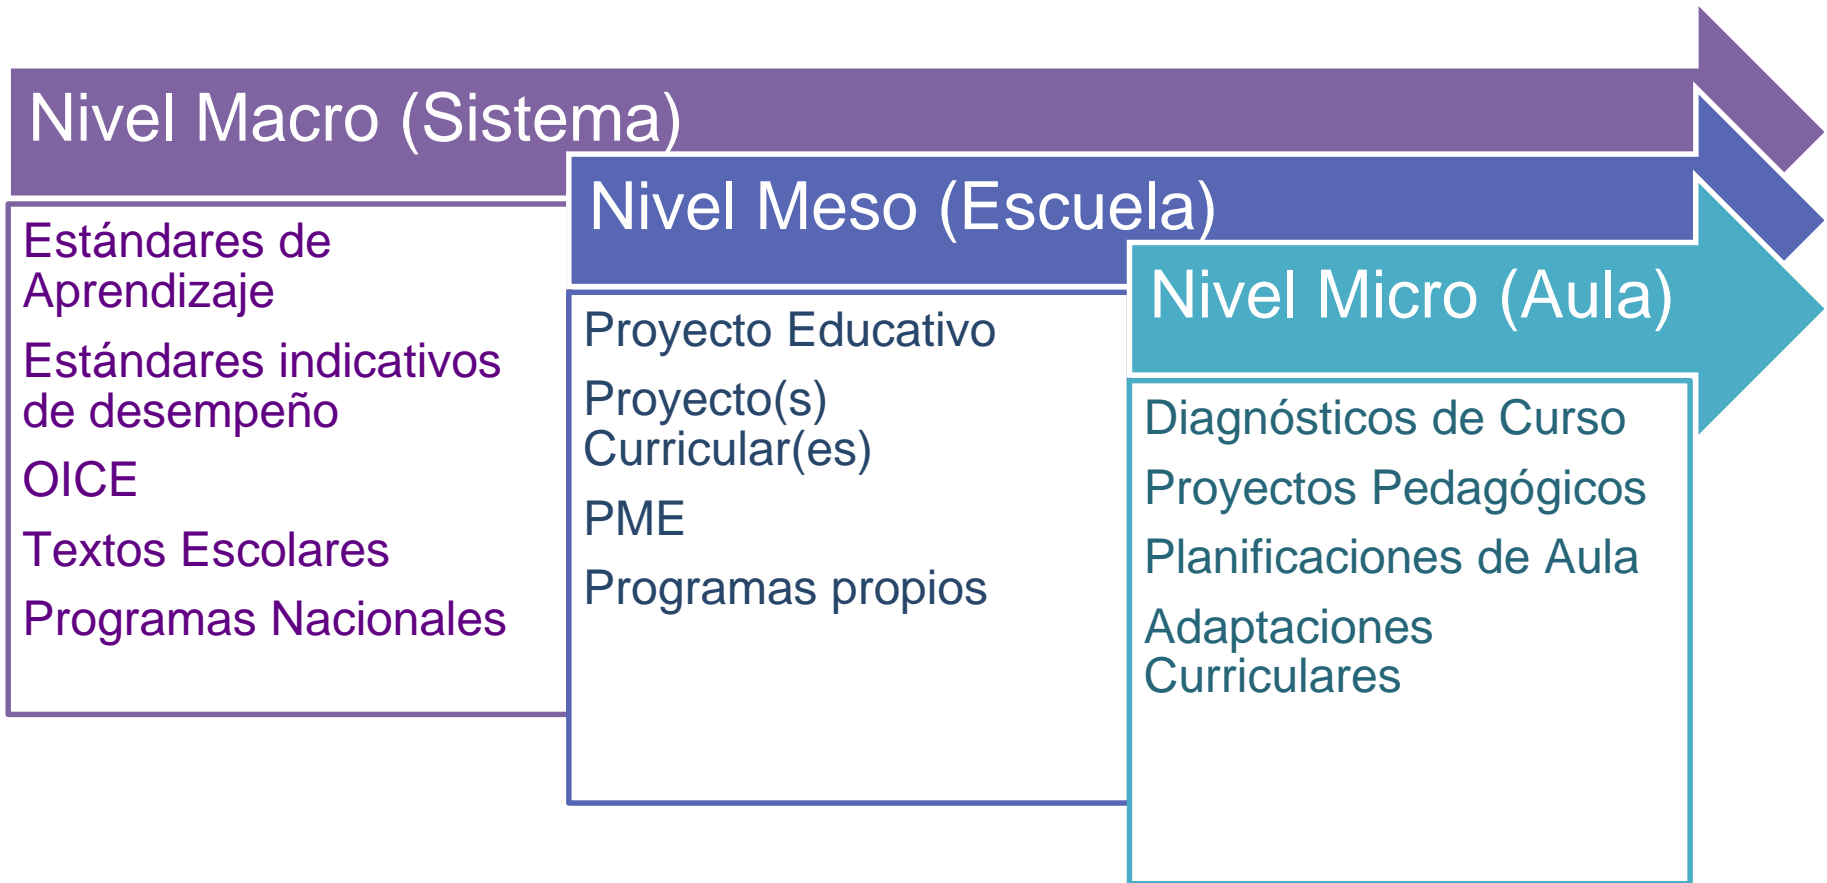 Nivel Macro (Sistema)
Estándares de
Aprendizaje
Estándares indicativos
de desempeño
OICE
Textos Escolares
Programas Nacionales
Nivel Meso (Escuela)
Proyecto Educativo
Proyecto(s)
Curricular(es)
PME
Programas propios
Nivel Micro (Aula)
Diagnósticos de Curso
Proyectos Pedagógicos
Planificaciones de Aula
Adaptaciones
Curriculares